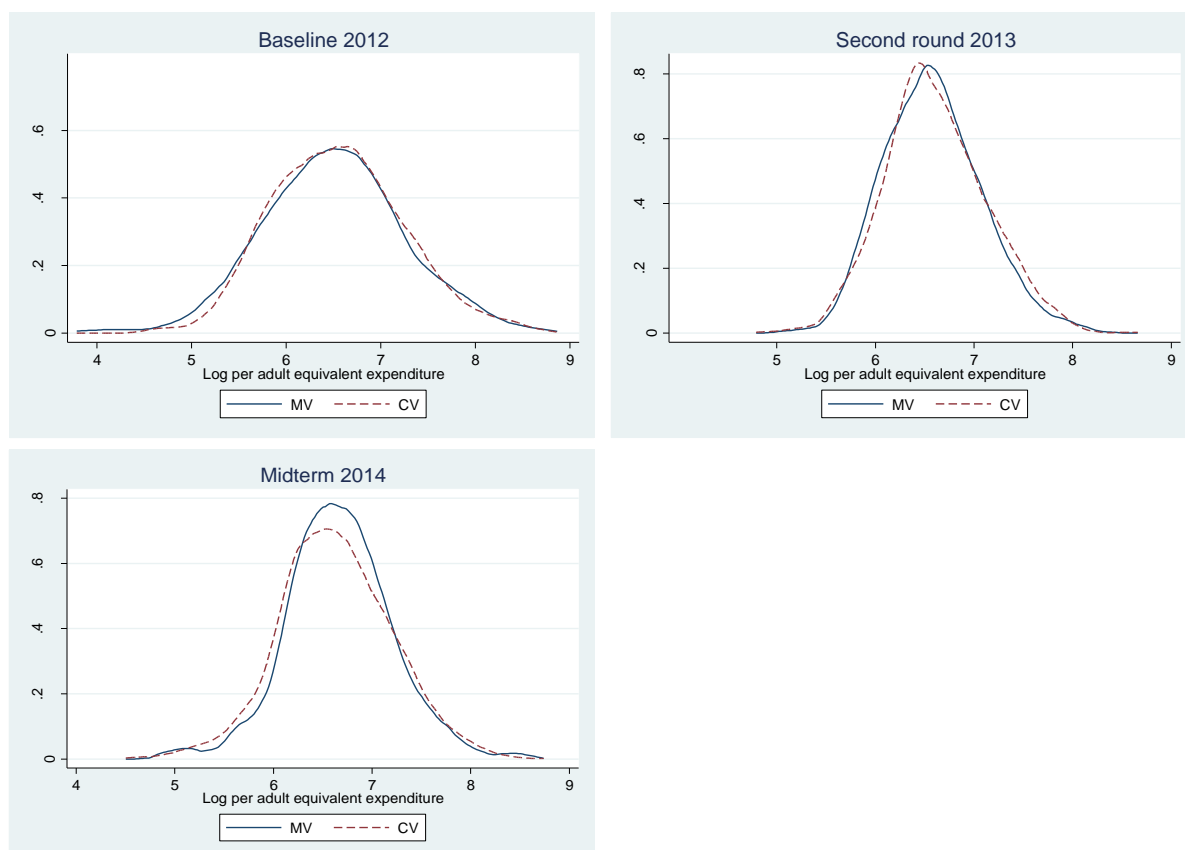 Baseline 2012
.6
.4
.2
0
4 5 6 7 8 9
Log per adult equivalent expenditure
MV CV
Second round 2013
.8
.6
.4
.2
0
5 6 7 8 9
Log per adult equivalent expenditure
MV CV
Midterm 2014
.8
.6
.4
.2
0
4 5 6 7 8 9
Log per adult equivalent expenditure
MV CV